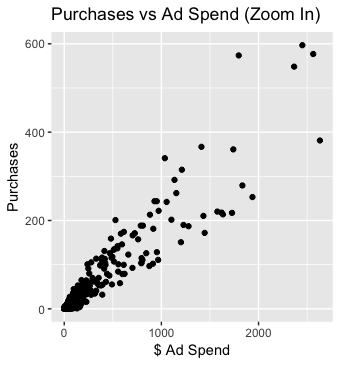 Purchases vs Ad Spend (Zoom In)
600
400
200
0
Purchases
0
1000
2000
$ Ad Spend